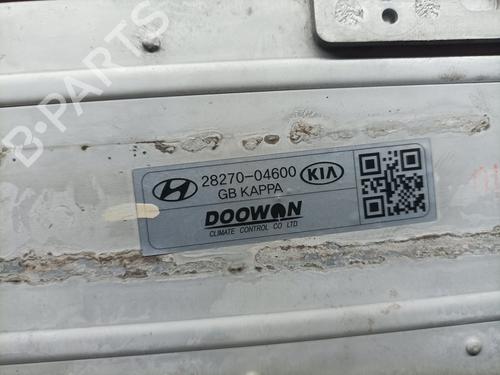 B-PARTS
28270-04600 KIA
GB KAPPA
DOOWON
CLIMATE CONTROL CO LTD